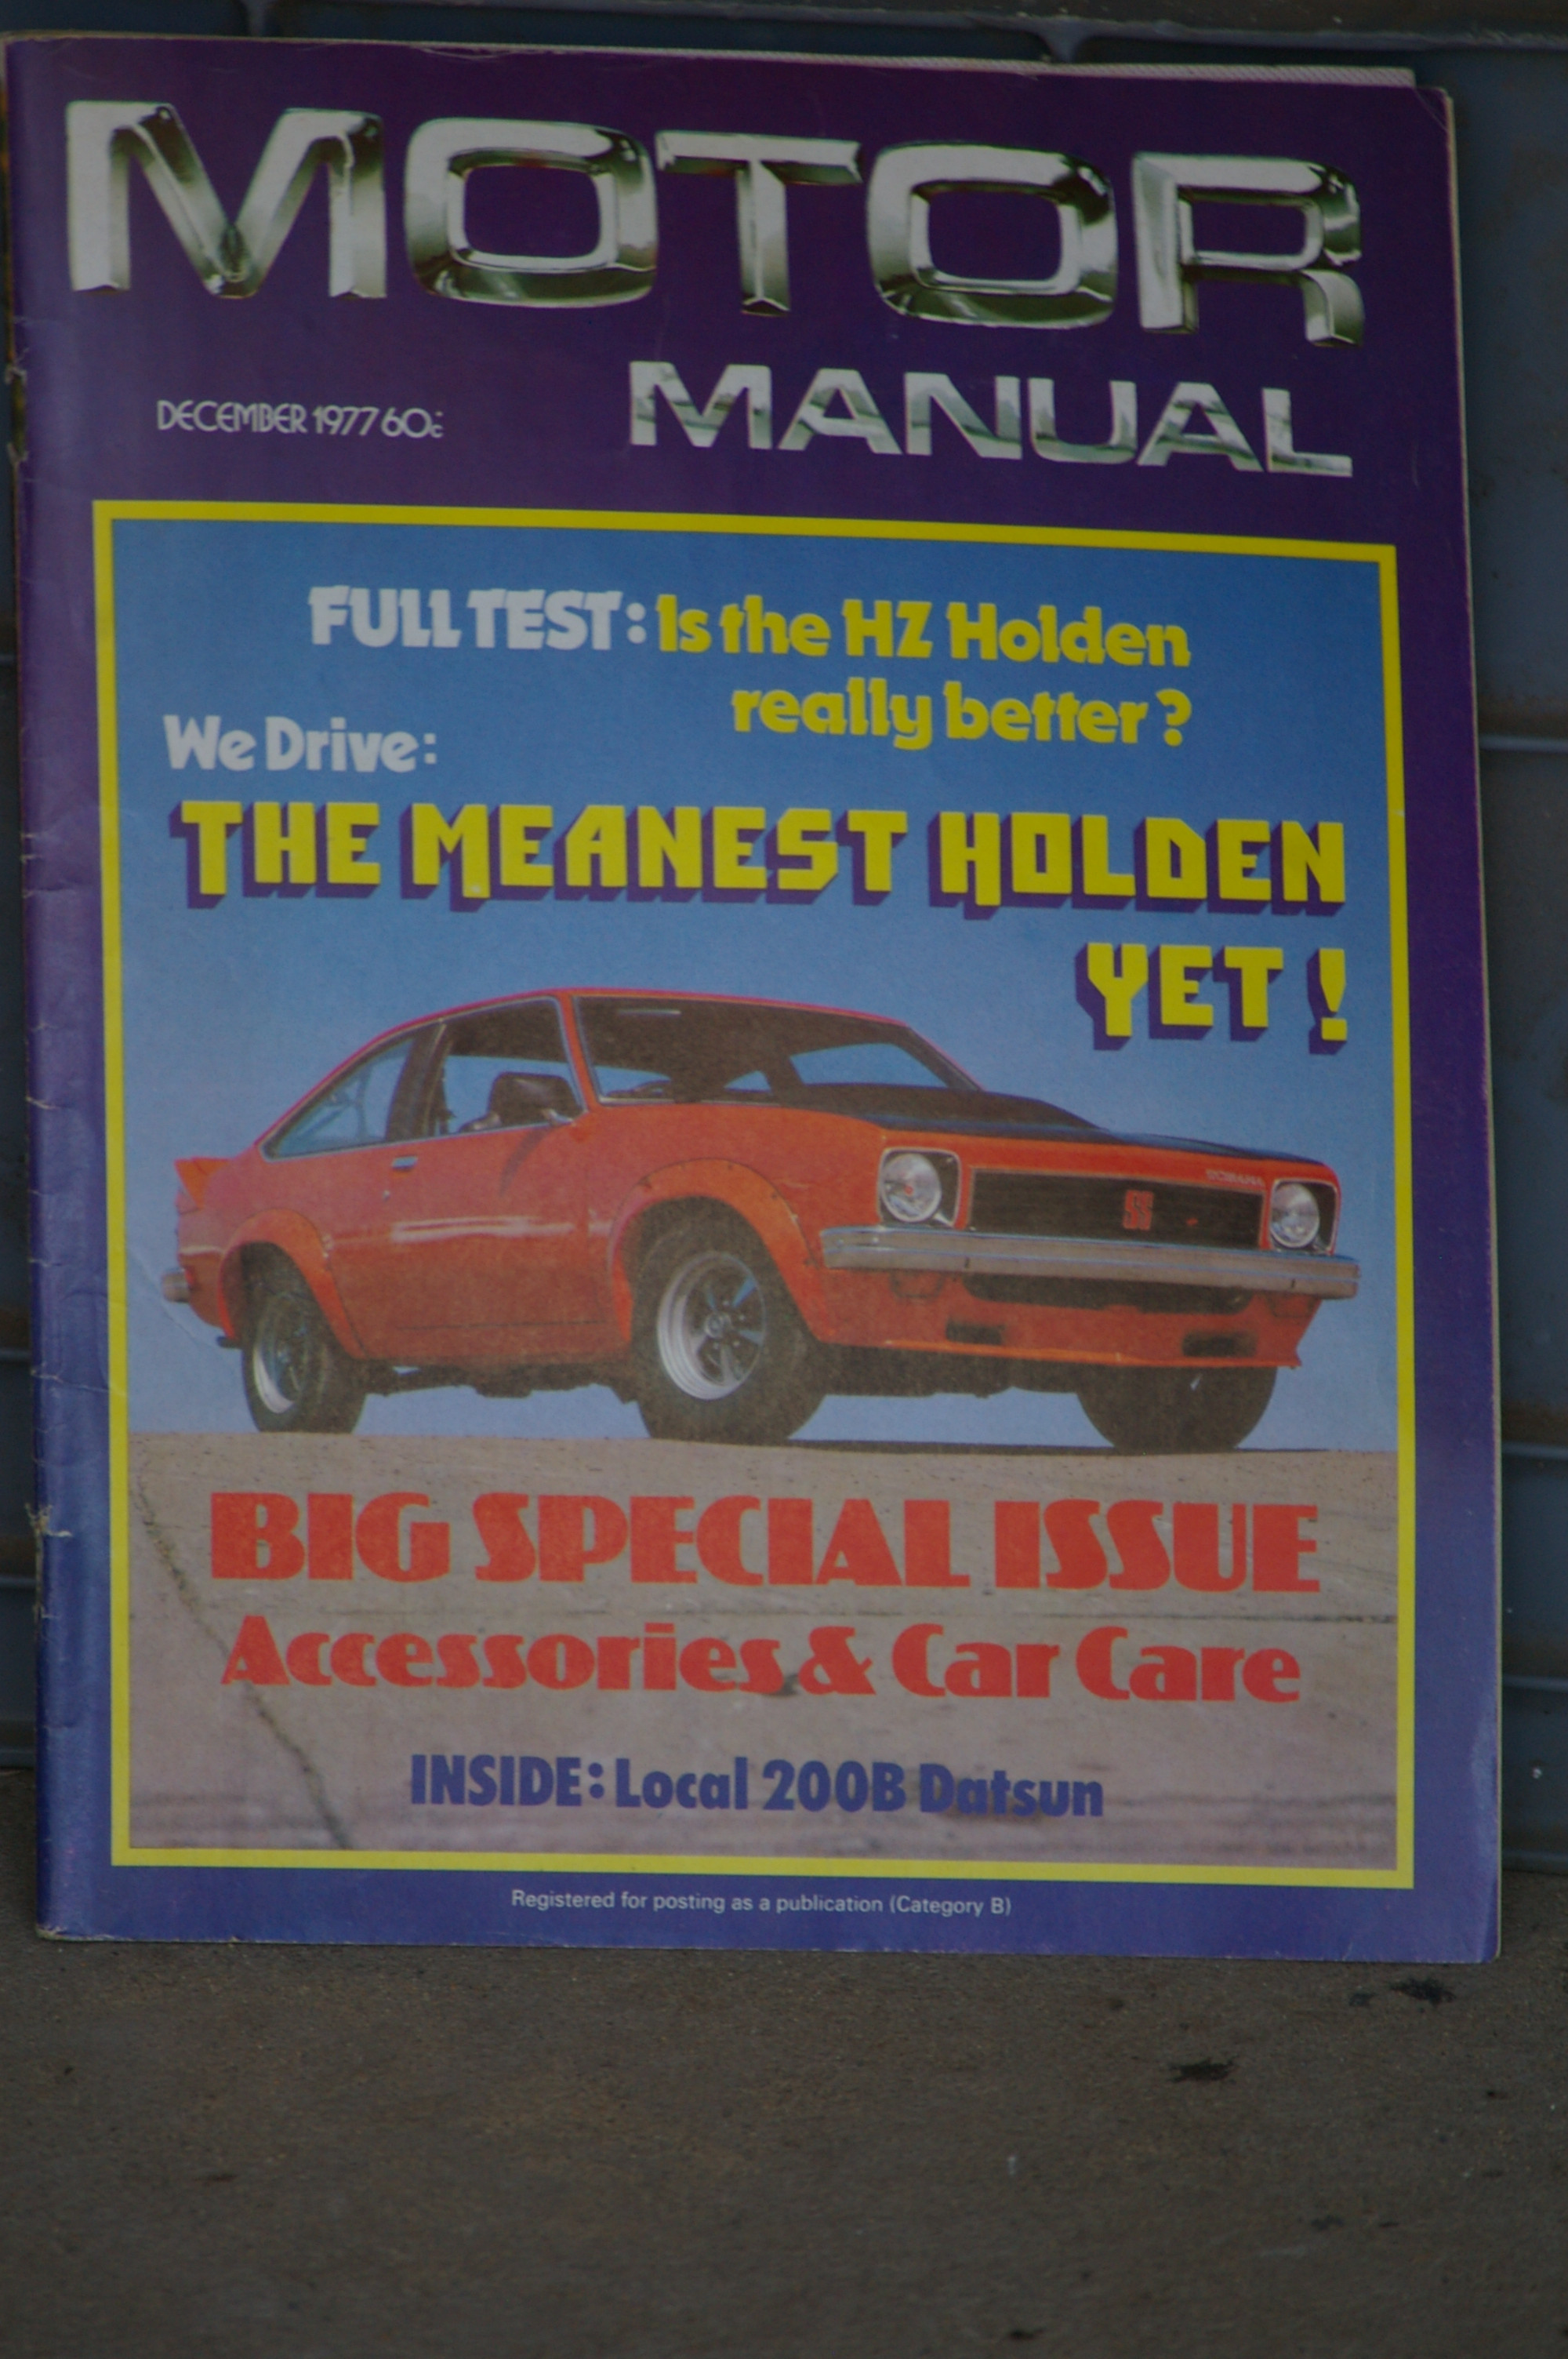 MOTOR
MANUAL
DECEMBER 1977 60c
FULL TEST: Is the HZ Holden
really better?
We Drive:
THE MEANEST HOLDEN
YET!
SS
BIG SPECIAL ISSUE
Accessories & Car Care
INSIDE: Local 200B Datsun
Registered for posting as a publication (Category B)